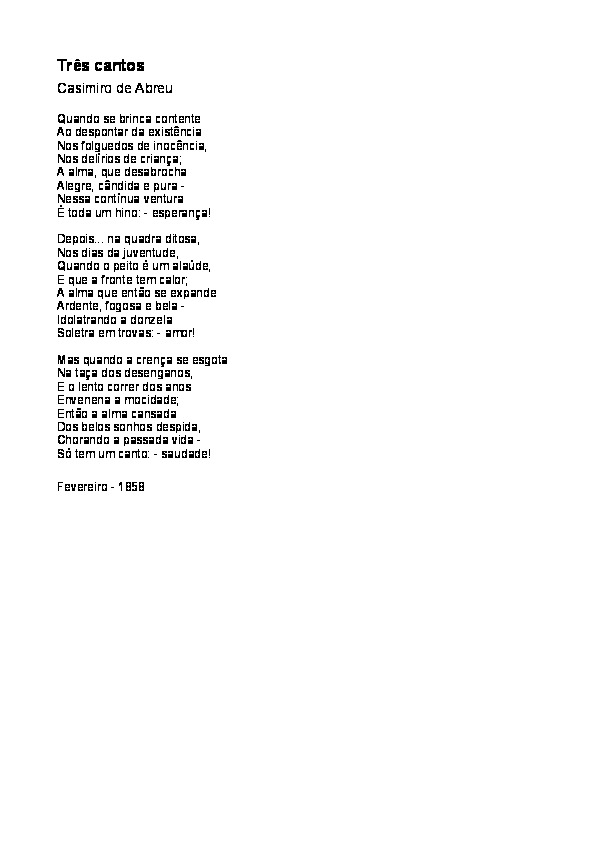 Três cantos
Casimiro de Abreu
Quando se brinca contente
Ao despontar da existência
Nos folguedos de inocência,
Nos delírios de criança;
A alma, que desabrocha
Alegre, cândida e pura -
Nessa contínua ventura
É toda um hino: - esperança!
Depois... na quadra ditosa,
Nos dias da juventude,
Quando o peito é um alaúde,
E que a fronte tem calor;
A alma que então se expande
Ardente, fogosa e bela -
Idolatrando a donzela
Soletra em trovas: - amor!
Mas quando a crença se esgota
Na taça dos desenganos,
E o lento correr dos anos
Envenena a mocidade;
Então a alma cansada
Dos belos sonhos despida,
Chorando a passada vida -
Só tem um canto: - saudade!
Fevereiro - 1858